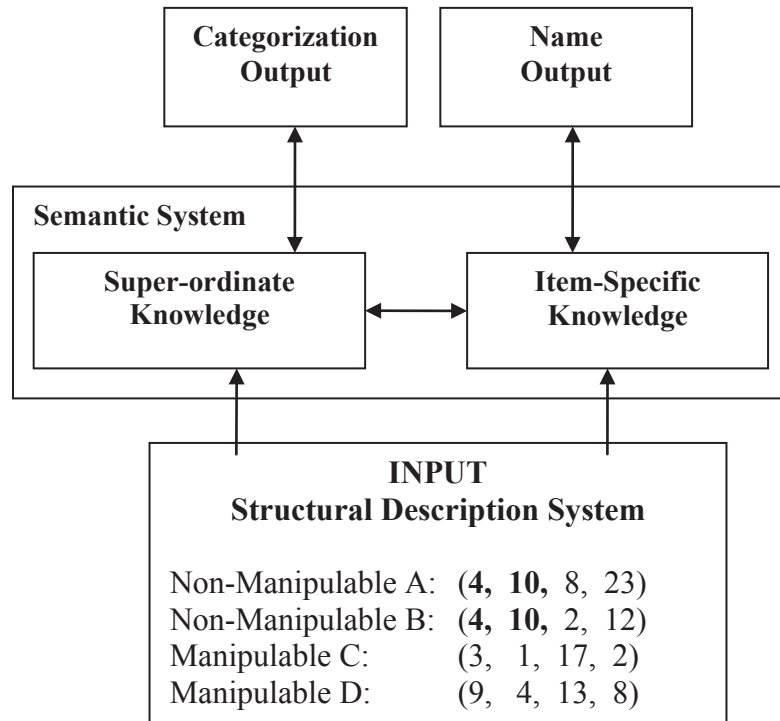 Categorization
Output
Name
Output
Semantic System
Super-ordinate
Knowledge
Item-Specific
Knowledge
INPUT
Structural Description System
Non-Manipulable A: (4, 10, 8, 23)
Non-Manipulable B: (4, 10, 2, 12)
Manipulable C: (3, 1, 17, 2)
Manipulable D: (9, 4, 13, 8)